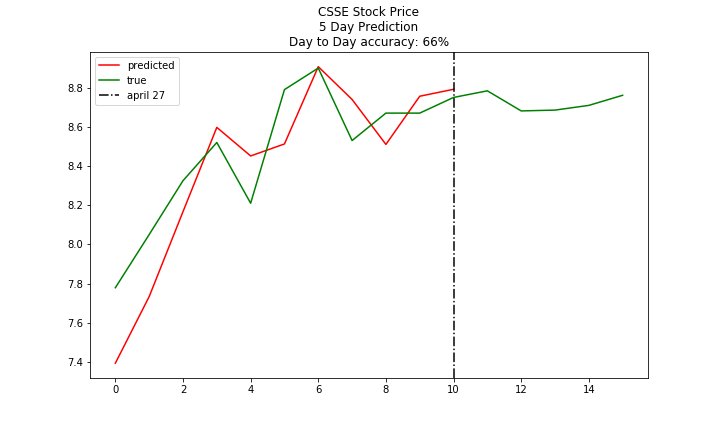 CSSE Stock Price
5 Day Prediction
Day to Day accuracy: 66%
predicted
true
april 27
8.8
8.6
8.4
8.2
8.0
7.8
7.6
7.4
0 2 4 6 8 10 12 14